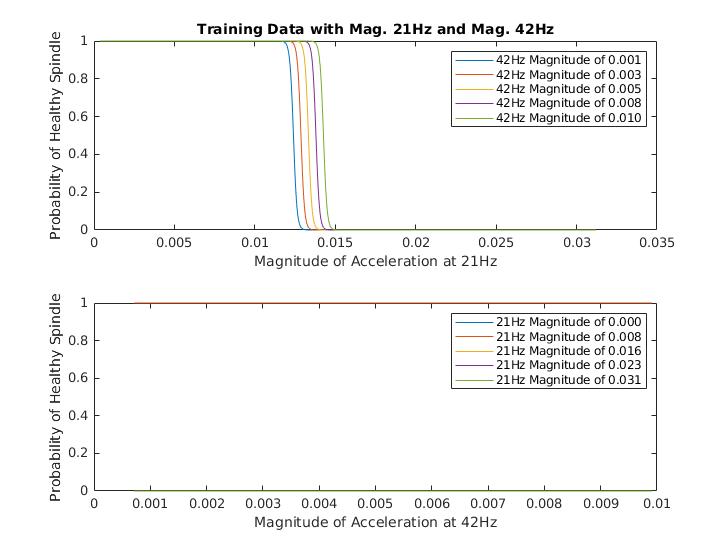 Training Data with Mag. 21Hz and Mag. 42Hz
Probability of Healthy Spindle
1
0.8
0.6
0.4
0.2
0
42Hz Magnitude of 0.001
42Hz Magnitude of 0.003
42Hz Magnitude of 0.005
42Hz Magnitude of 0.008
42Hz Magnitude of 0.010
0 0.005 0.01 0.015 0.02 0.025 0.03 0.035
Magnitude of Acceleration at 21Hz
Probability of Healthy Spindle
1
0.8
0.6
0.4
0.2
0
21Hz Magnitude of 0.000
21Hz Magnitude of 0.008
21Hz Magnitude of 0.016
21Hz Magnitude of 0.023
21Hz Magnitude of 0.031
0 0.001 0.002 0.003 0.004 0.005 0.006 0.007 0.008 0.009 0.01
Magnitude of Acceleration at 42Hz